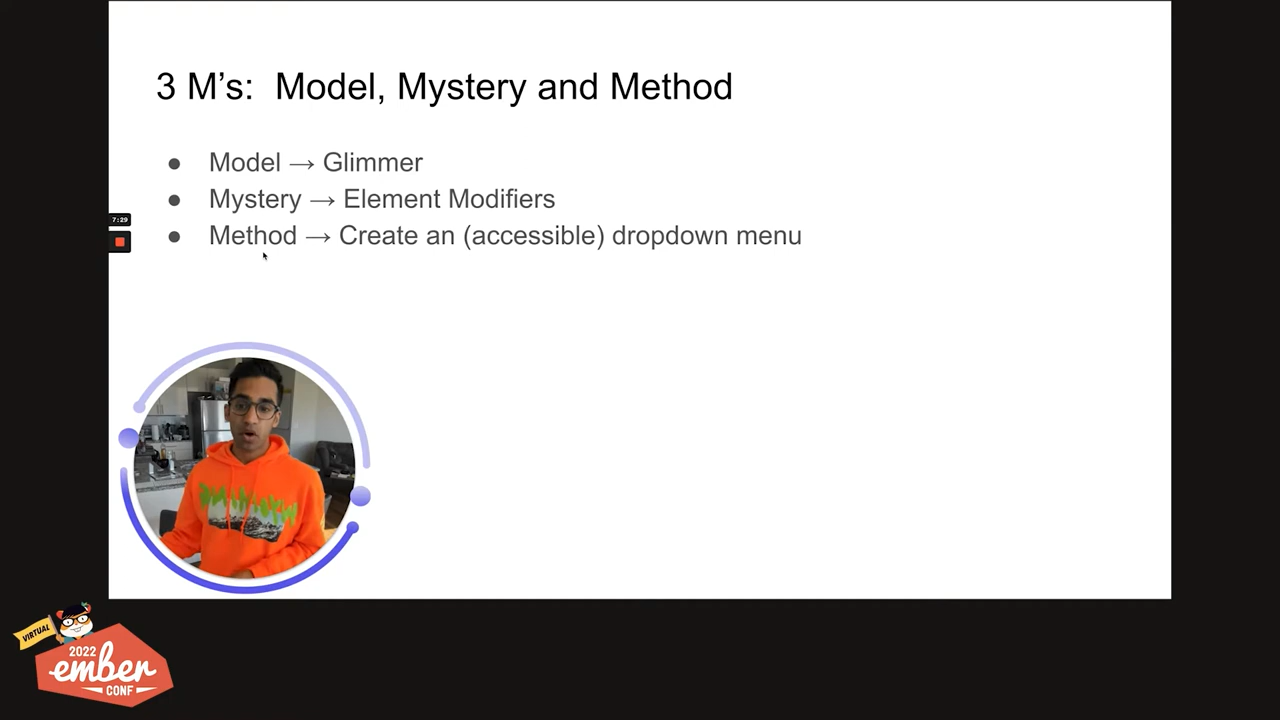 3 M’s:  Model, Mystery and Method
● Model → Glimmer
● Mystery → Element Modifiers
● Method → Create an (accessible) dropdown menu
7:29
VIRTUAL
2022
ember
CONF